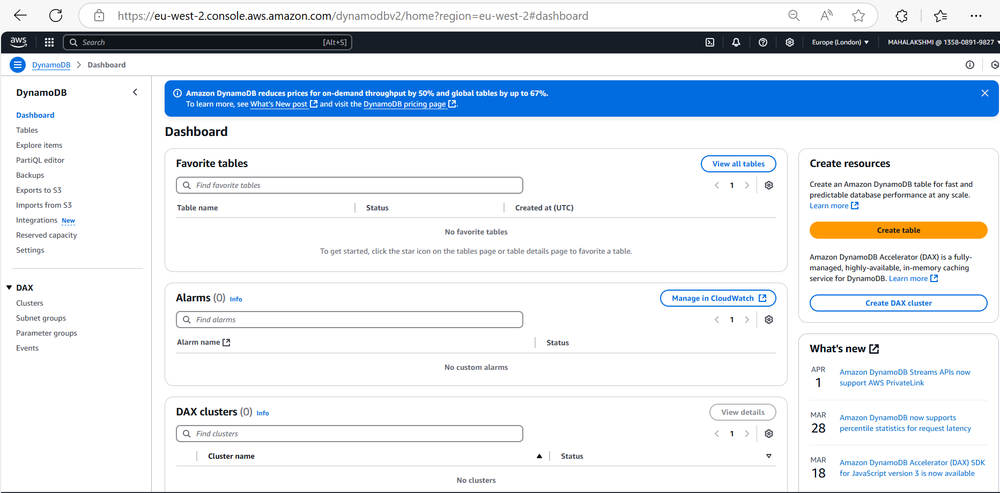 https://eu-west-2.console.aws.amazon.com/dynamodbv2/home?region=eu-west-2#dashboard
aws
Search [Alt+S]
Europe (London)
MAHALAKSHMI @ 1358-0891-9827
DynamoDB > Dashboard
DynamoDB
Dashboard
Tables
Explore items
PartiQL editor
Backups
Exports to S3
Imports from S3
Integrations New
Reserved capacity
Settings
DAX
Clusters
Subnet groups
Parameter groups
Events
Amazon DynamoDB reduces prices for on-demand throughput by 50% and global tables by up to 67%.
To learn more, see What's New post and visit the DynamoDB pricing page.
Dashboard
Favorite tables
View all tables
Find favorite tables
1
Table name Status Created at (UTC)
No favorite tables
To get started, click the star icon on the tables page or table details page to favorite a table.
Alarms (0) Info
Manage in CloudWatch
Find alarms
1
Alarm name Status
No custom alarms
DAX clusters (0) Info
View details
Find clusters
1
Cluster name Status
No clusters
Create resources
Create an Amazon DynamoDB table for fast and
predictable database performance at any scale.
Learn more
Create table
Amazon DynamoDB Accelerator (DAX) is a fully-
managed, highly-available, in-memory caching
service for DynamoDB. Learn more
Create DAX cluster
What's new
APR
1
Amazon DynamoDB Streams APIs now
support AWS PrivateLink
MAR
28
Amazon DynamoDB now supports
percentile statistics for request latency
MAR
18
Amazon DynamoDB Accelerator (DAX) SDK
for JavaScript version 3 is now available